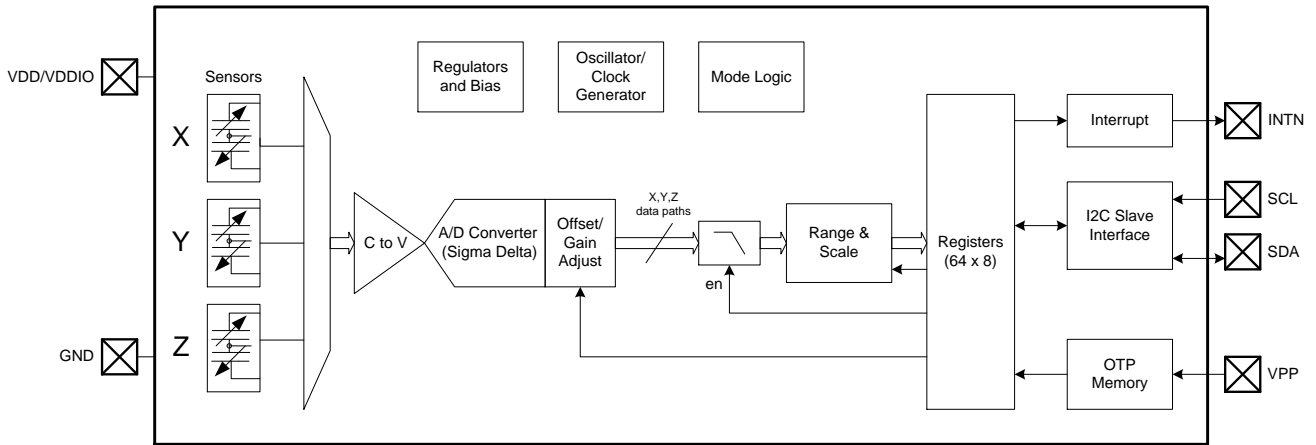 VDD/VDDIO
GND
Sensors
X
Y
Z
Regulators
and Bias
Oscillator/
Clock
Generator
Mode Logic
C to V
A/D Converter
(Sigma Delta)
Offset/
Gain
Adjust
X,Y,Z
data paths
en
Range &
Scale
Registers
(64 x 8)
Interrupt
I2C Slave
Interface
OTP
Memory
INTN
SCL
SDA
VPP